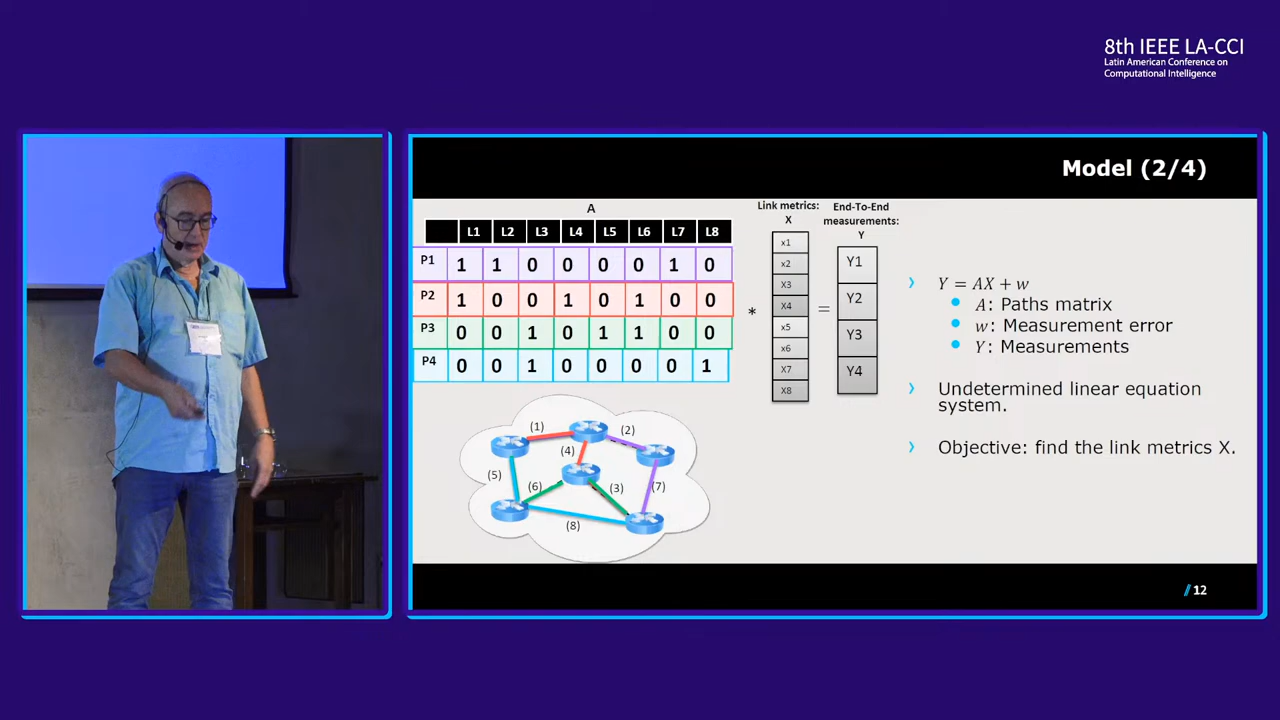 8th IEEE LA-CCI
Latin American Conference on
Computational Intelligence
Model (2/4)
A
L1 L2 L3 L4 L5 L6 L7 L8
P1 1 1 0 0 0 0 1 0
P2 1 0 0 1 0 1 0 0
P3 0 0 1 0 1 1 0 0
P4 0 0 1 0 0 0 0 1
*
Link metrics:
X
x1
x2
X3
X4
x5
x6
X7
X8
=
End-To-End
measurements:
Y
Y1
Y2
Y3
Y4
Y = AX + w
A: Paths matrix
w: Measurement error
Y: Measurements
Undetermined linear equation
system.
Objective: find the link metrics X.
(1)
(2)
(4)
(5)
(6)
(3)
(7)
(8)
// 12